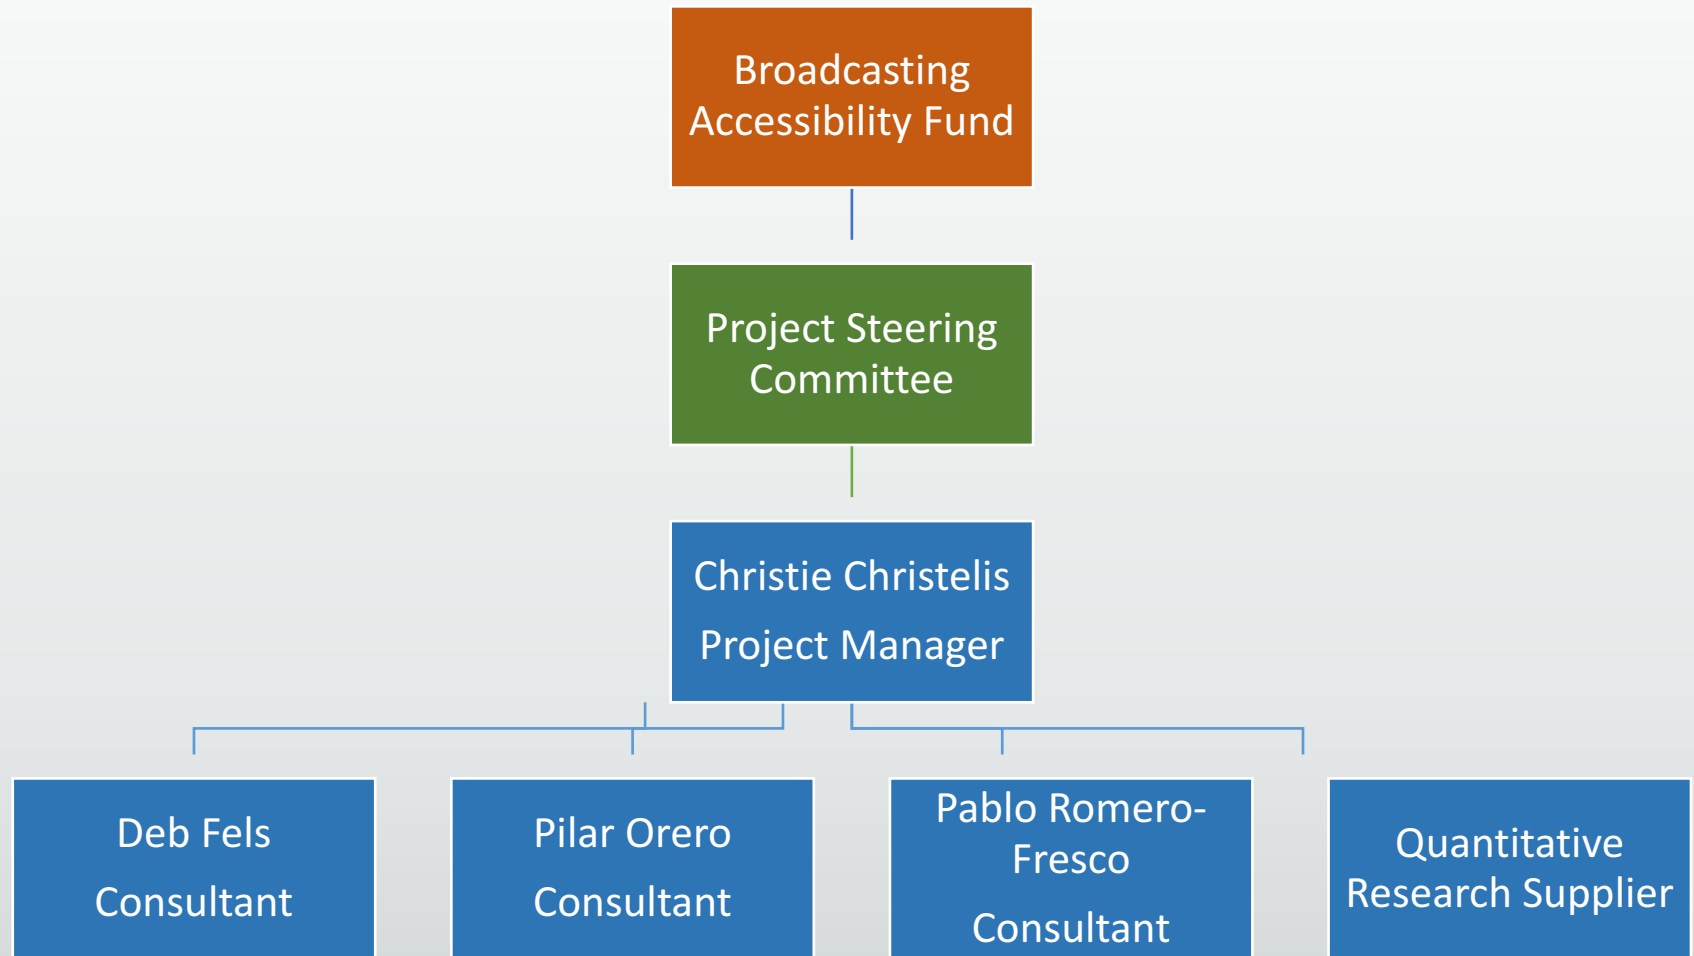 Broadcasting
Accessibility Fund
Project Steering
Committee
Christie Christelis
Project Manager
Deb Fels
Consultant
Pilar Orero
Consultant
Pablo Romero-
Fresco
Consultant
Quantitative
Research Supplier